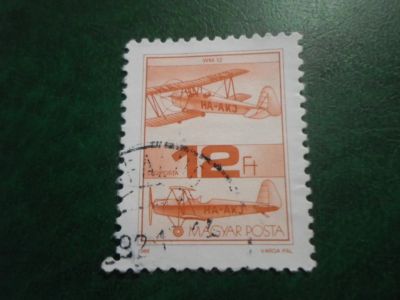 WM 12
HA-AKJ
12 Ft
HA-AKJ
MAGYAR POSTA
VARGA PÁL